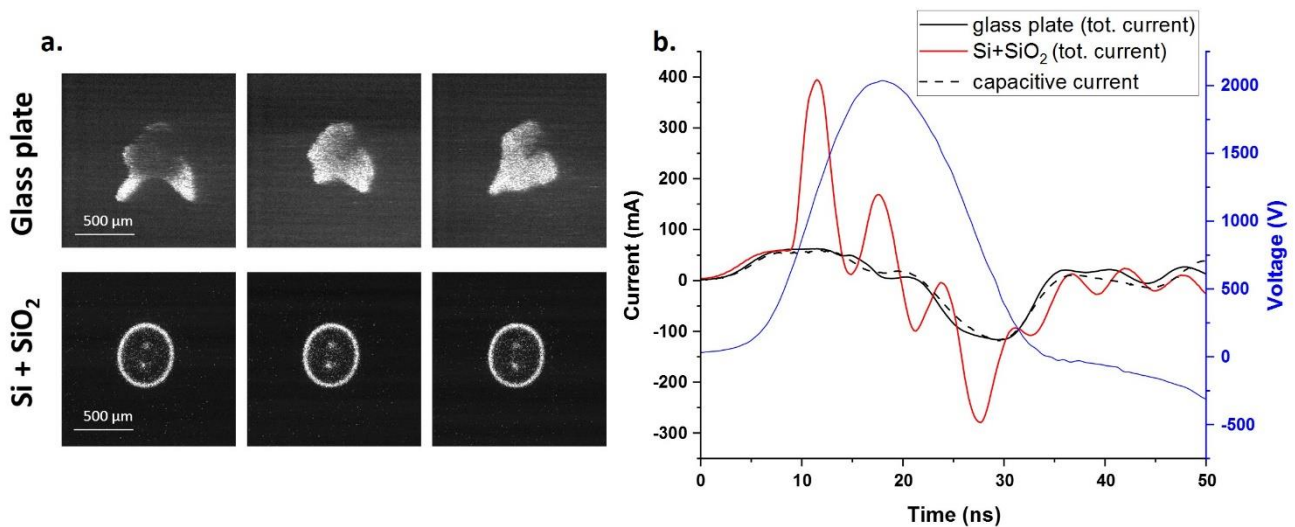 a.
Glass plate
500 µm
Si + SiO₂
500 µm
b.
glass plate (tot. current)
Si+SiO₂ (tot. current)
capacitive current
400
300
200
100
0
-100
-200
-300
Current (mA)
2000
1500
1000
500
0
-500
Voltage (V)
0
10
20
30
40
50
Time (ns)